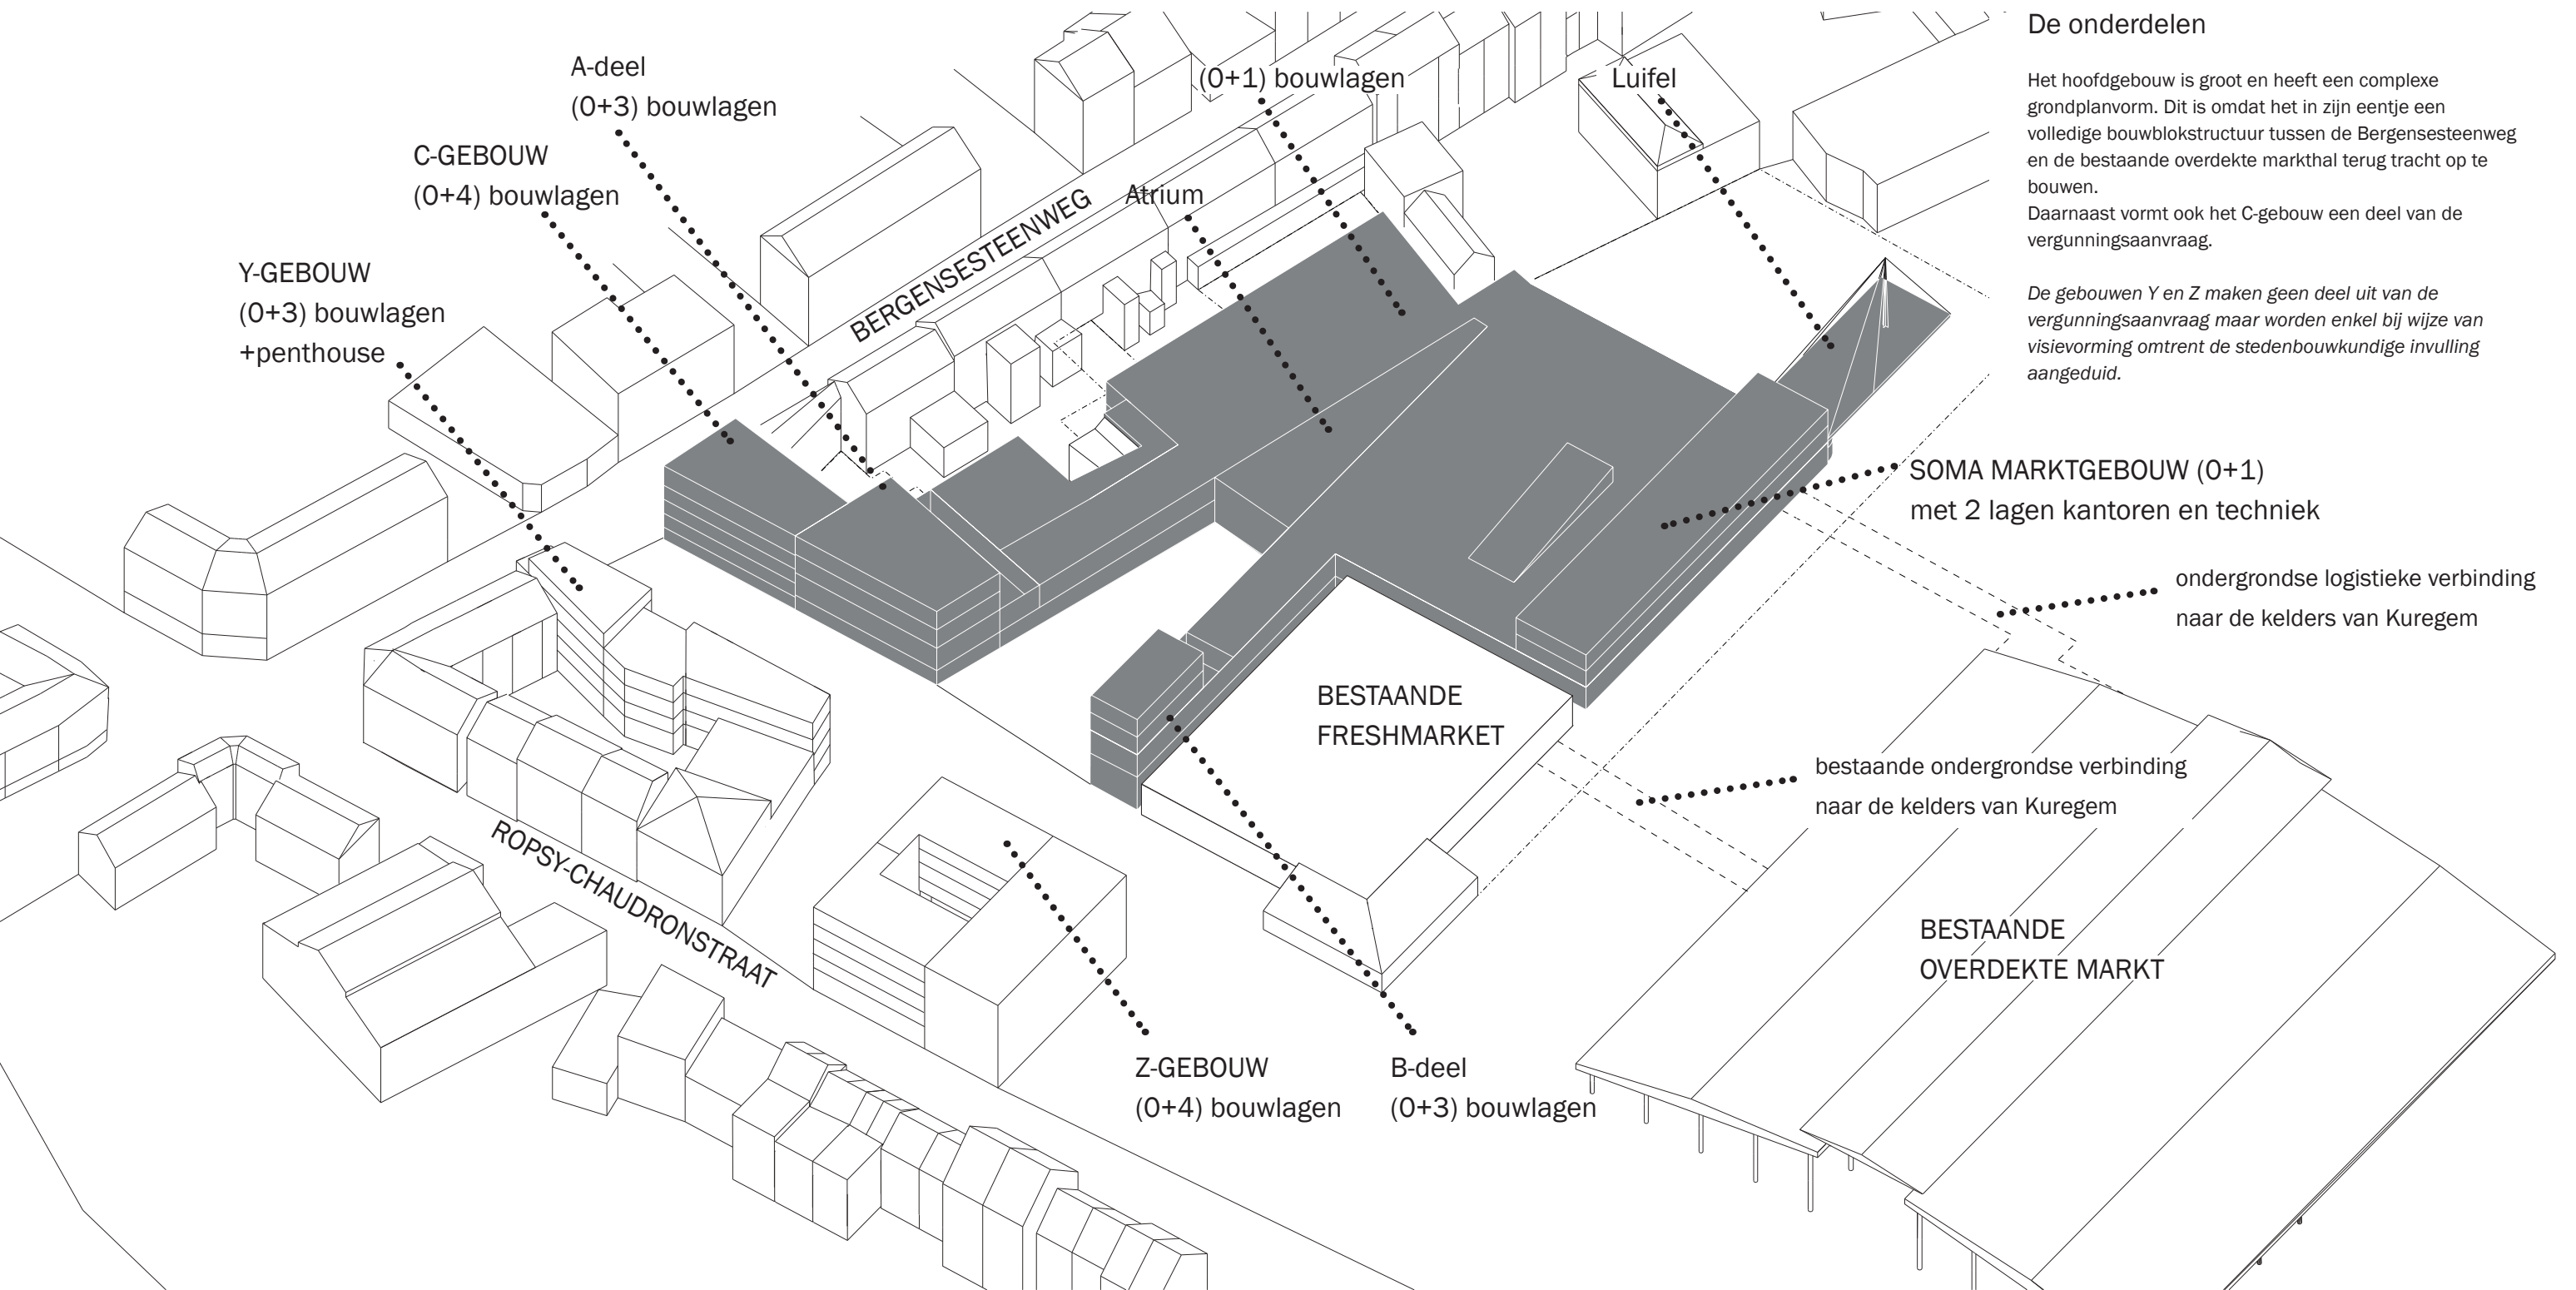 A-deel
(0+3) bouwlagen
C-GEBOUW
(0+4) bouwlagen
Y-GEBOUW
(0+3) bouwlagen
+penthouse
(0+1) bouwlagen
Atrium
Luifel
BERGENSESTEENWEG
De onderdelen
Het hoofdgebouw is groot en heeft een complexe
grondplanvorm. Dit is omdat het in zijn eentje een
volledige bouwblokstructuur tussen de Bergensesteenweg
en de bestaande overdekte markthal terug tracht op te
bouwen.
Daarnaast vormt ook het C-gebouw een deel van de
vergunningsaanvraag.
De gebouwen Y en Z maken geen deel uit van de
vergunningsaanvraag maar worden enkel bij wijze van
visievorming omtrent de stedenbouwkundige invulling
aangeduid.
SOMA MARKTGEBOUW (0+1)
met 2 lagen kantoren en techniek
ondergrondse logistieke verbinding
naar de kelders van Kuregem
BESTAANDE
FRESHMARKET
bestaande ondergrondse verbinding
naar de kelders van Kuregem
ROPSY-CHAUDRONSTRAAT
BESTAANDE
OVERDEKTE MARKT
Z-GEBOUW
(0+4) bouwlagen
B-deel
(0+3) bouwlagen